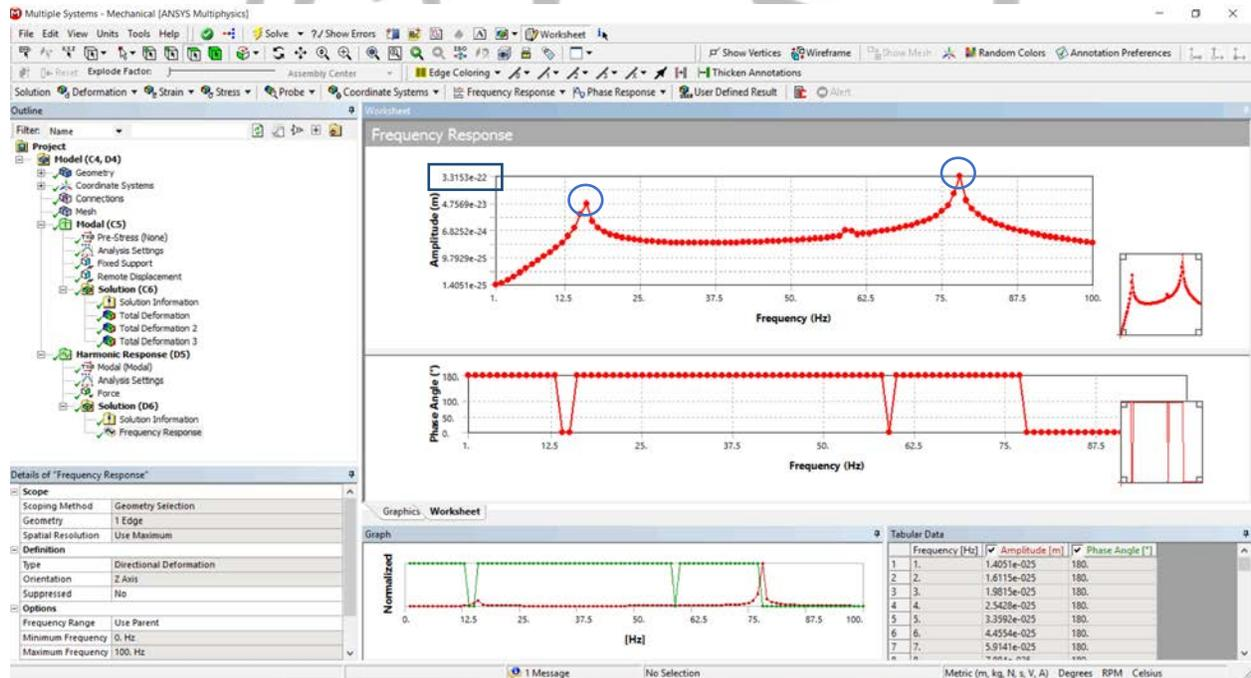 Multiple Systems - Mechanical [ANSYS Multiphysics]
File Edit View Units Tools Help Solve ?/ Show Errors Worksheet
Show Vertices Wireframe Show Mesh Random Colors Annotation Preferences
Reset Explode Factor: Assembly Center Edge Coloring Thicken Annotations
Solution Deformation Strain Stress Probe Coordinate Systems Frequency Response Phase Response User Defined Result Alert
Outline
Filter: Name
Project
Model (C4, D4)
Geometry
Coordinate Systems
Connections
Mesh
Modal (C5)
Pre-Stress (None)
Analysis Settings
Fixed Support
Remote Displacement
Solution (C6)
Solution Information
Total Deformation
Total Deformation 2
Total Deformation 3
Harmonic Response (D5)
Modal (Modal)
Analysis Settings
Force
Solution (D6)
Solution Information
Frequency Response
Details of "Frequency Response"
Scope
Scoping Method Geometry Selection
Geometry 1 Edge
Spatial Resolution Use Maximum
Definition
Type Directional Deformation
Orientation Z Axis
Suppressed No
Options
Frequency Range Use Parent
Minimum Frequency 0. Hz
Maximum Frequency 100. Hz
Worksheet
Frequency Response
Amplitude (m)
3.3153e-22
4.7569e-23
6.8252e-24
9.7929e-25
1.4051e-25
1. 12.5 25. 37.5 50. 62.5 75. 87.5 100.
Frequency (Hz)
Phase Angle (°)
180.
100.
50.
0.
1. 12.5 25. 37.5 50. 62.5 75. 87.5
Frequency (Hz)
Graphics Worksheet
Graph
Normalized
0. 12.5 25. 37.5 50. 62.5 75. 87.5 100.
[Hz]
Tabular Data
Frequency [Hz] Amplitude [m] Phase Angle [°]
1 1. 1.4051e-025 180.
2 2. 1.6115e-025 180.
3 3. 1.9815e-025 180.
4 4. 2.5428e-025 180.
5 5. 3.3592e-025 180.
6 6. 4.4554e-025 180.
7 7. 5.9141e-025 180.
1 Message No Selection Metric (m, kg, N, s, V, A) Degrees RPM Celsius